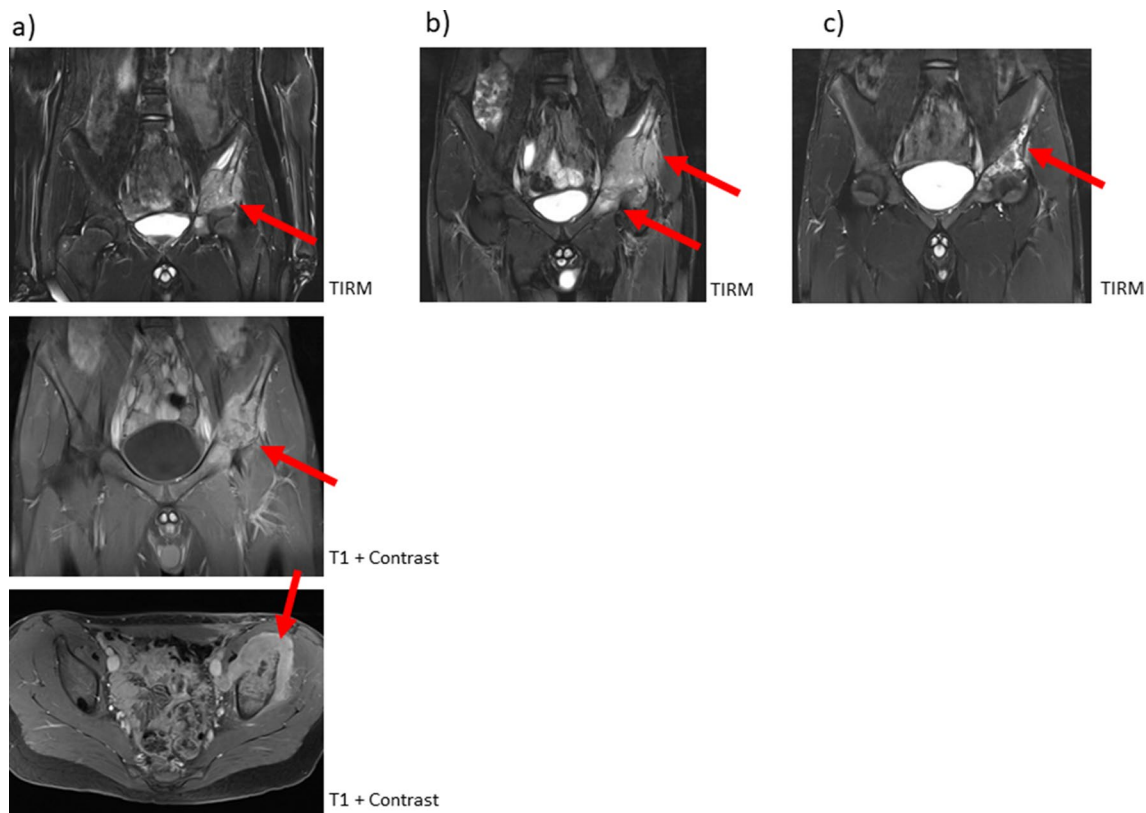 a)
b)
c)
TIRM
TIRM
TIRM
T1 + Contrast
T1 + Contrast